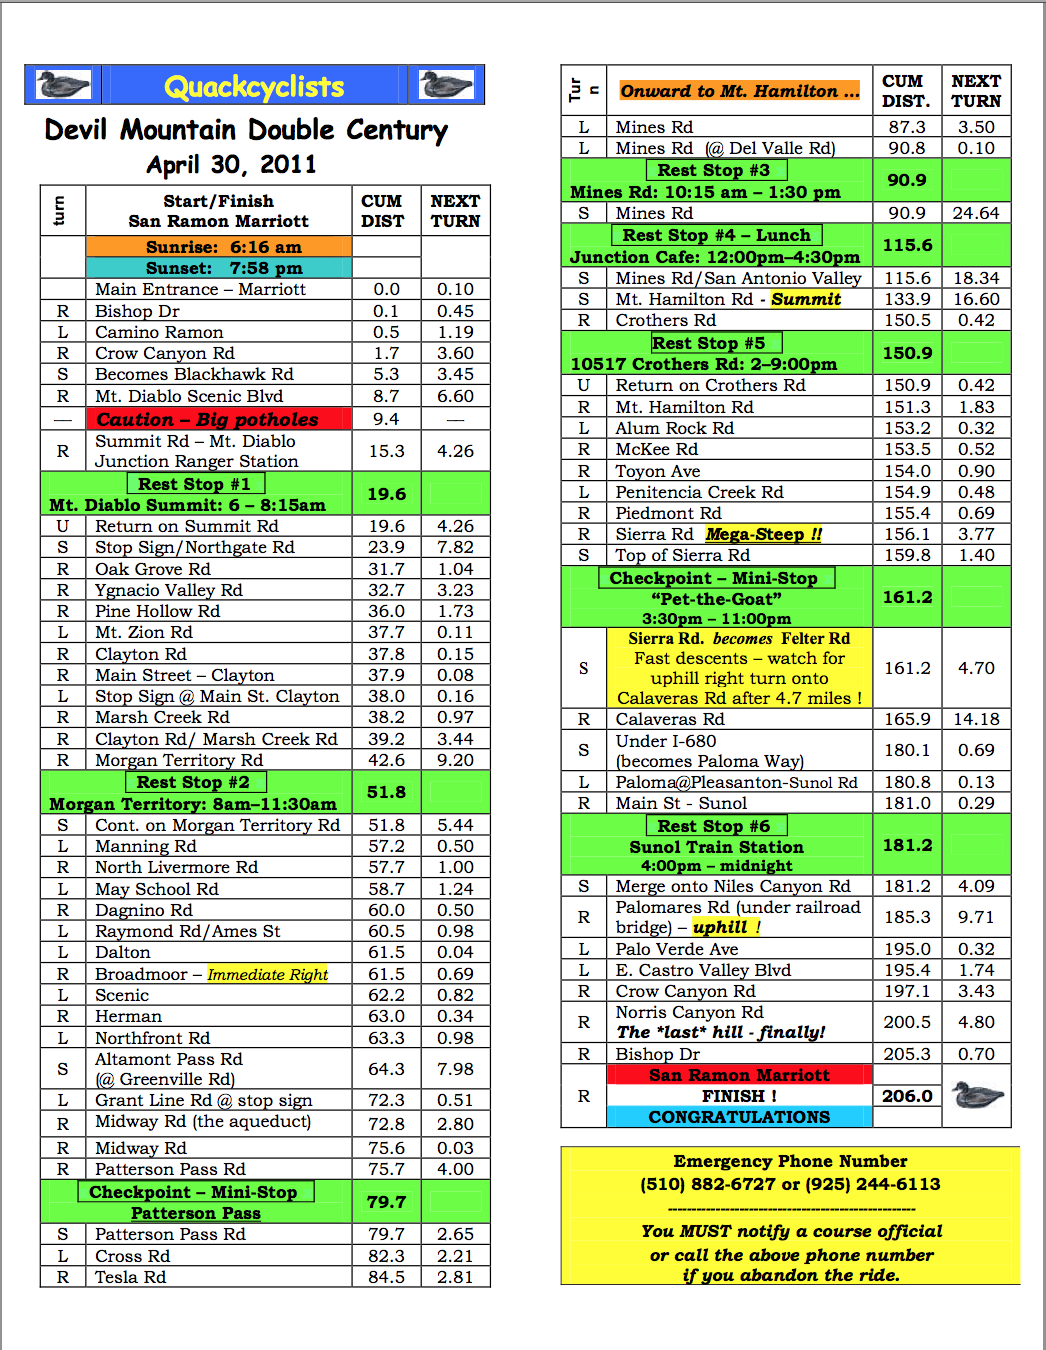 Quackcyclists
Devil Mountain Double Century
April 30, 2011
turn Start/Finish San Ramon Marriott CUM DIST NEXT TURN
Sunrise: 6:16 am
Sunset: 7:58 pm
Main Entrance – Marriott 0.0 0.10
R Bishop Dr 0.1 0.45
L Camino Ramon 0.5 1.19
R Crow Canyon Rd 1.7 3.60
S Becomes Blackhawk Rd 5.3 3.45
R Mt. Diablo Scenic Blvd 8.7 6.60
— Caution – Big potholes 9.4 —
R Summit Rd – Mt. Diablo Junction Ranger Station 15.3 4.26
Rest Stop #1
Mt. Diablo Summit: 6 – 8:15am 19.6
U Return on Summit Rd 19.6 4.26
S Stop Sign/Northgate Rd 23.9 7.82
R Oak Grove Rd 31.7 1.04
R Ygnacio Valley Rd 32.7 3.23
R Pine Hollow Rd 36.0 1.73
L Mt. Zion Rd 37.7 0.11
R Clayton Rd 37.8 0.15
R Main Street – Clayton 37.9 0.08
L Stop Sign @ Main St. Clayton 38.0 0.16
R Marsh Creek Rd 38.2 0.97
R Clayton Rd/ Marsh Creek Rd 39.2 3.44
R Morgan Territory Rd 42.6 9.20
Rest Stop #2
Morgan Territory: 8am–11:30am 51.8
S Cont. on Morgan Territory Rd 51.8 5.44
L Manning Rd 57.2 0.50
R North Livermore Rd 57.7 1.00
L May School Rd 58.7 1.24
R Dagnino Rd 60.0 0.50
L Raymond Rd/Ames St 60.5 0.98
L Dalton 61.5 0.04
R Broadmoor – Immediate Right 61.5 0.69
L Scenic 62.2 0.82
R Herman 63.0 0.34
L Northfront Rd 63.3 0.98
S Altamont Pass Rd (@ Greenville Rd) 64.3 7.98
L Grant Line Rd @ stop sign 72.3 0.51
R Midway Rd (the aqueduct) 72.8 2.80
R Midway Rd 75.6 0.03
R Patterson Pass Rd 75.7 4.00
Checkpoint – Mini-Stop
Patterson Pass 79.7
S Patterson Pass Rd 79.7 2.65
L Cross Rd 82.3 2.21
R Tesla Rd 84.5 2.81
Tur n Onward to Mt. Hamilton ... CUM DIST. NEXT TURN
L Mines Rd 87.3 3.50
L Mines Rd (@ Del Valle Rd) 90.8 0.10
Rest Stop #3
Mines Rd: 10:15 am – 1:30 pm 90.9
S Mines Rd 90.9 24.64
Rest Stop #4 – Lunch
Junction Cafe: 12:00pm–4:30pm 115.6
S Mines Rd/San Antonio Valley 115.6 18.34
S Mt. Hamilton Rd - Summit 133.9 16.60
R Crothers Rd 150.5 0.42
Rest Stop #5
10517 Crothers Rd: 2–9:00pm 150.9
U Return on Crothers Rd 150.9 0.42
R Mt. Hamilton Rd 151.3 1.83
L Alum Rock Rd 153.2 0.32
R McKee Rd 153.5 0.52
R Toyon Ave 154.0 0.90
L Penitencia Creek Rd 154.9 0.48
R Piedmont Rd 155.4 0.69
R Sierra Rd Mega-Steep !! 156.1 3.77
S Top of Sierra Rd 159.8 1.40
Checkpoint – Mini-Stop
“Pet-the-Goat”
3:30pm – 11:00pm 161.2
S Sierra Rd. becomes Felter Rd
Fast descents – watch for
uphill right turn onto
Calaveras Rd after 4.7 miles ! 161.2 4.70
R Calaveras Rd 165.9 14.18
S Under I-680 (becomes Paloma Way) 180.1 0.69
L Paloma@Pleasanton-Sunol Rd 180.8 0.13
R Main St - Sunol 181.0 0.29
Rest Stop #6
Sunol Train Station
4:00pm – midnight 181.2
S Merge onto Niles Canyon Rd 181.2 4.09
R Palomares Rd (under railroad bridge) – uphill ! 185.3 9.71
L Palo Verde Ave 195.0 0.32
L E. Castro Valley Blvd 195.4 1.74
R Crow Canyon Rd 197.1 3.43
R Norris Canyon Rd
The *last* hill - finally! 200.5 4.80
R Bishop Dr 205.3 0.70
San Ramon Marriott
R FINISH ! 206.0
CONGRATULATIONS
Emergency Phone Number
(510) 882-6727 or (925) 244-6113
----------------------------------------------------
You MUST notify a course official
or call the above phone number
if you abandon the ride.